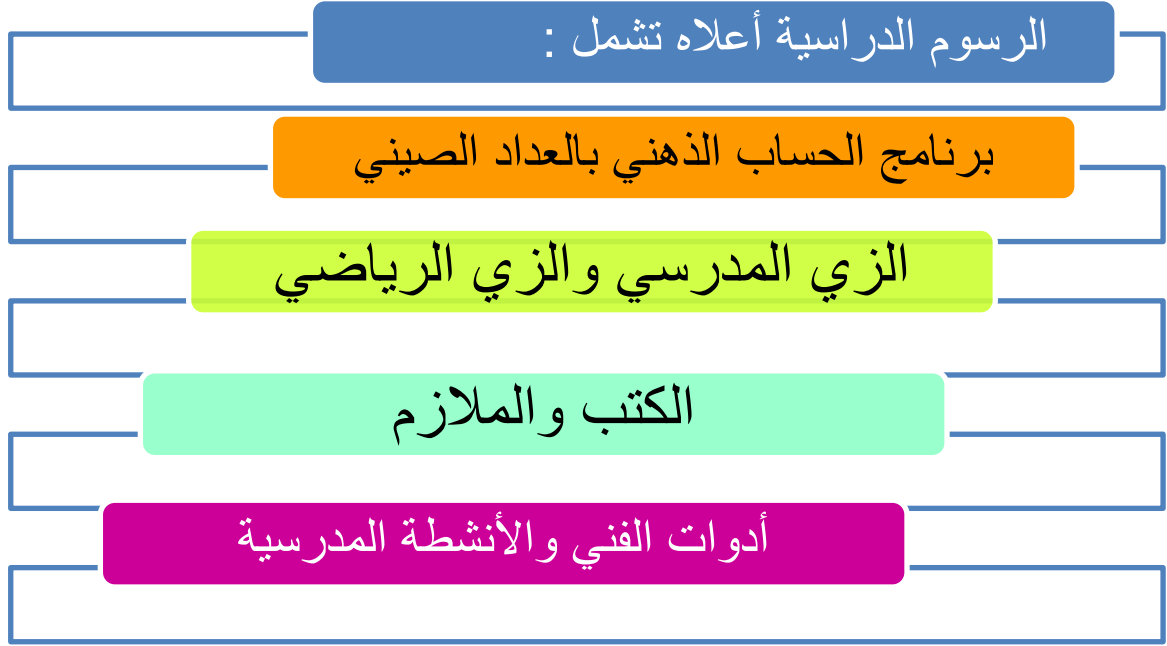 الرسوم الدراسية أعلاه تشمل :
برنامج الحساب الذهني بالعداد الصيني
الزي المدرسي والزي الرياضي
الكتب والملازم
أدوات الفني والأنشطة المدرسية